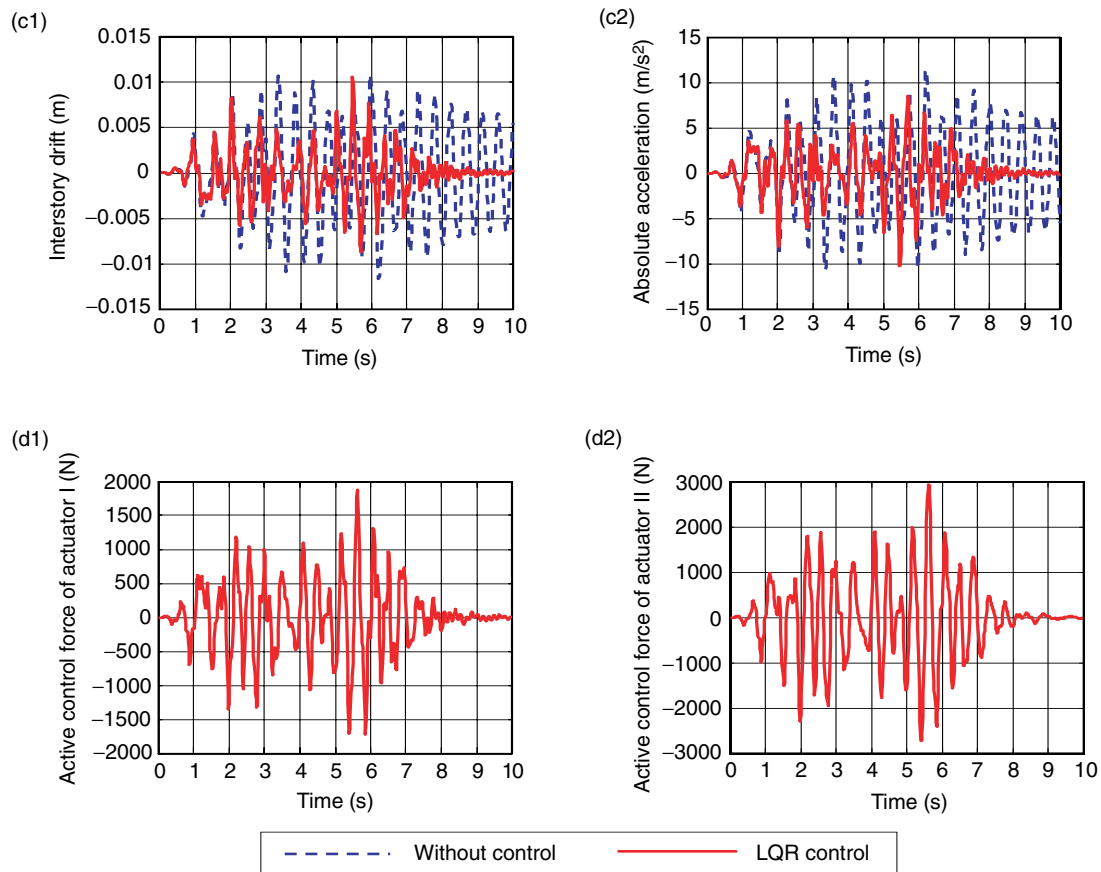 (c1)
0.015
0.01
0.005
0
−0.005
−0.01
−0.015
Interstory drift (m)
0 1 2 3 4 5 6 7 8 9 10
Time (s)
(c2)
15
10
5
0
−5
−10
−15
Absolute acceleration (m/s²)
0 1 2 3 4 5 6 7 8 9 10
Time (s)
(d1)
2000
1500
1000
500
0
−500
−1000
−1500
−2000
Active control force of actuator I (N)
0 1 2 3 4 5 6 7 8 9 10
Time (s)
(d2)
3000
2000
1000
0
−1000
−2000
−3000
Active control force of actuator II (N)
0 1 2 3 4 5 6 7 8 9 10
Time (s)
Without control
LQR control